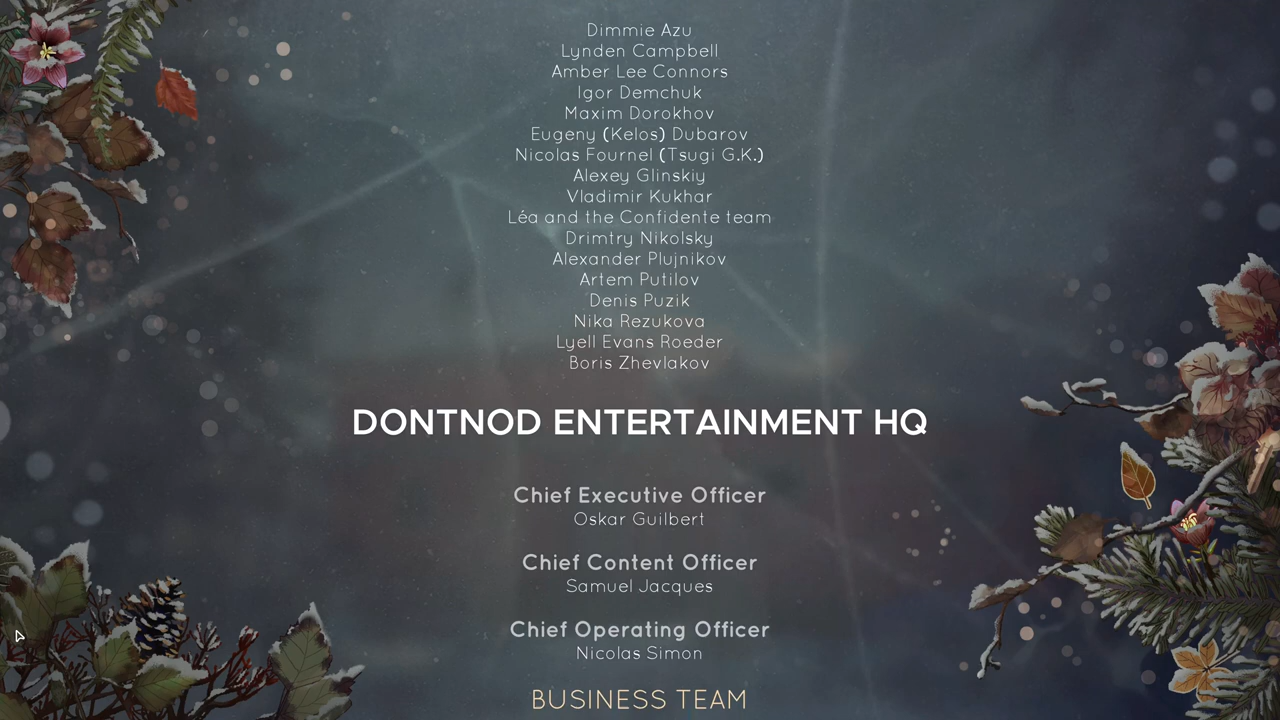 Dimmie Azu
Lynden Campbell
Amber Lee Connors
Igor Demchuk
Maxim Dorokhov
Eugeny (Kelos) Dubarov
Nicolas Fournel (Tsugi G.K.)
Alexey Glinskiy
Vladimir Kukhar
Léa and the Confidente team
Drimtry Nikolsky
Alexander Plujnikov
Artem Putilov
Denis Puzik
Nika Rezukova
Lyell Evans Roeder
Boris Zhevlakov
DONTNOD ENTERTAINMENT HQ
Chief Executive Officer
Oskar Guilbert
Chief Content Officer
Samuel Jacques
Chief Operating Officer
Nicolas Simon
BUSINESS TEAM